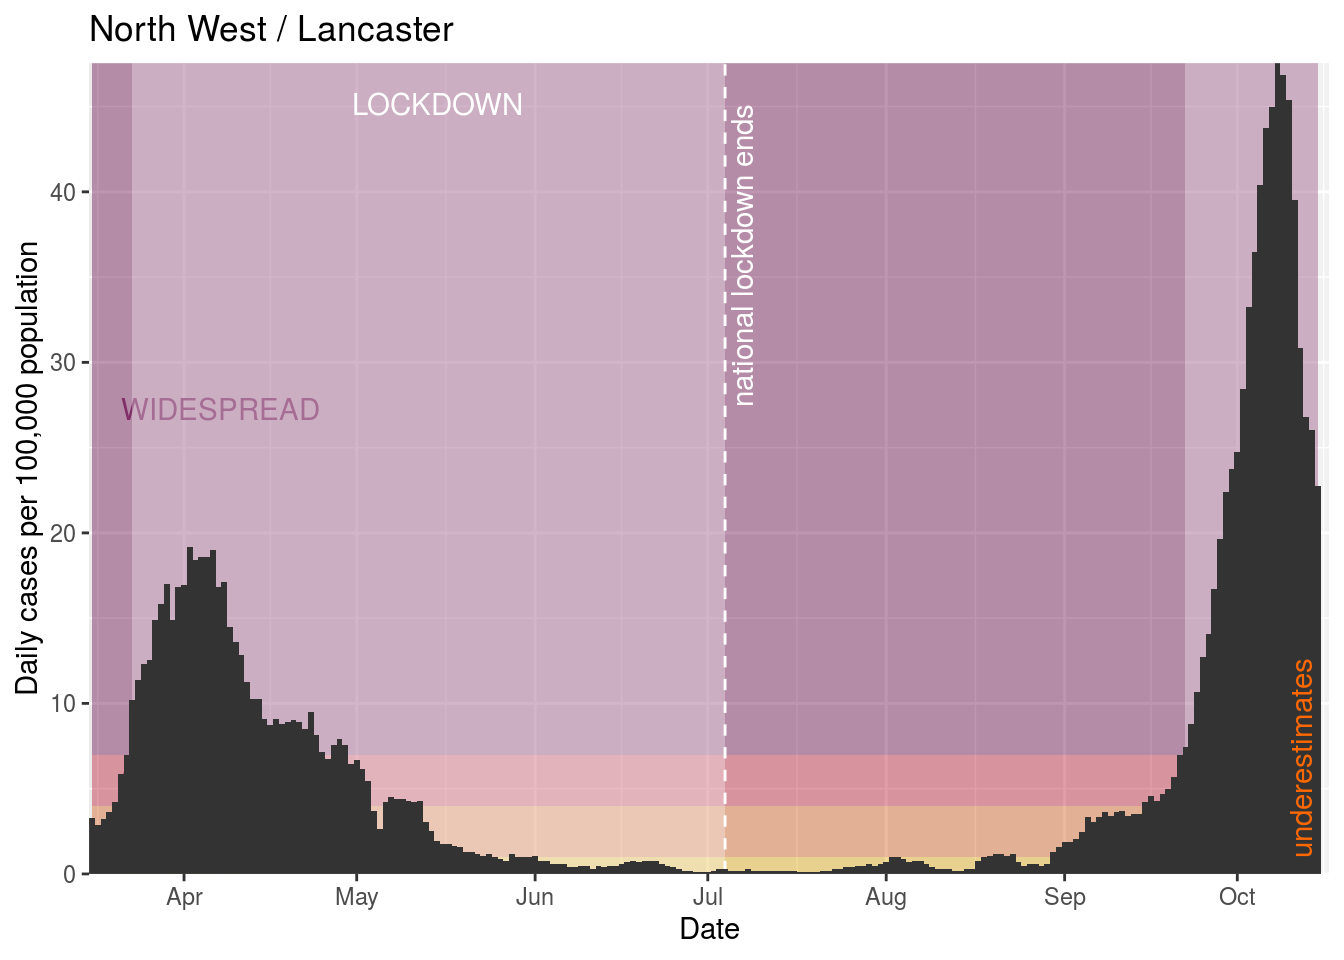 North West / Lancaster
LOCKDOWN
national lockdown ends
WIDESPREAD
underestimates
Daily cases per 100,000 population
40
30
20
10
0
Apr
May
Jun
Jul
Aug
Sep
Oct
Date